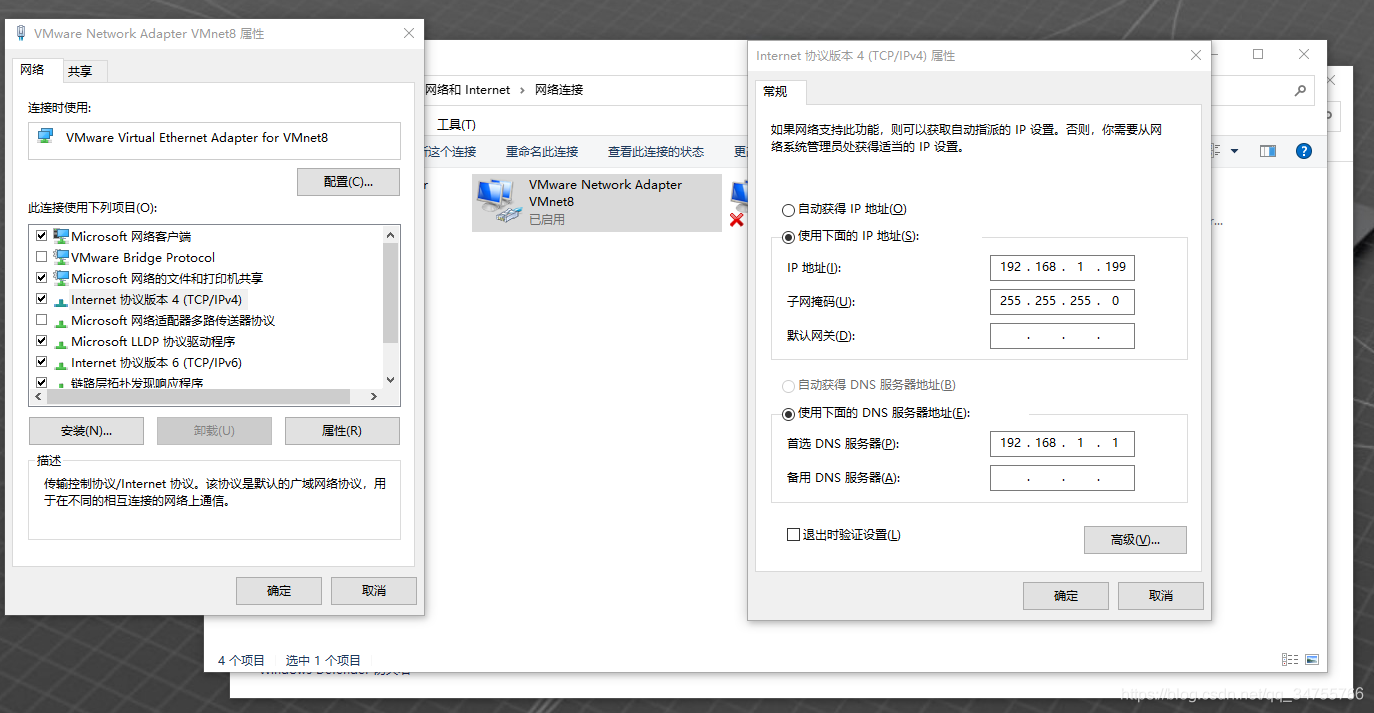 VMware Network Adapter VMnet8 属性
网络
共享
连接时使用:
VMware Virtual Ethernet Adapter for VMnet8
配置(C)...
此连接使用下列项目(O):
Microsoft 网络客户端
VMware Bridge Protocol
Microsoft 网络的文件和打印机共享
Internet 协议版本 4 (TCP/IPv4)
Microsoft 网络适配器多路传送器协议
Microsoft LLDP 协议驱动程序
Internet 协议版本 6 (TCP/IPv6)
链路层拓扑发现响应程序
安装(N)...
卸载(U)
属性(R)
描述
传输控制协议/Internet 协议。该协议是默认的广域网络协议，用
于在不同的相互连接的网络上通信。
确定
取消
网络和 Internet › 网络连接
工具(T)
这个连接
重命名此连接
查看此连接的状态
VMware Network Adapter
VMnet8
已启用
4 个项目
选中 1 个项目
Internet 协议版本 4 (TCP/IPv4) 属性
常规
如果网络支持此功能，则可以获取自动指派的 IP 设置。否则，你需要从网
络系统管理员处获得适当的 IP 设置。
自动获得 IP 地址(O)
使用下面的 IP 地址(S):
IP 地址(I):
192 . 168 . 1 . 199
子网掩码(U):
255 . 255 . 255 . 0
默认网关(D):
. . .
自动获得 DNS 服务器地址(B)
使用下面的 DNS 服务器地址(E):
首选 DNS 服务器(P):
192 . 168 . 1 . 1
备用 DNS 服务器(A):
. . .
退出时验证设置(L)
高级(V)...
确定
取消
https://blog.csdn.net/qq_34755766